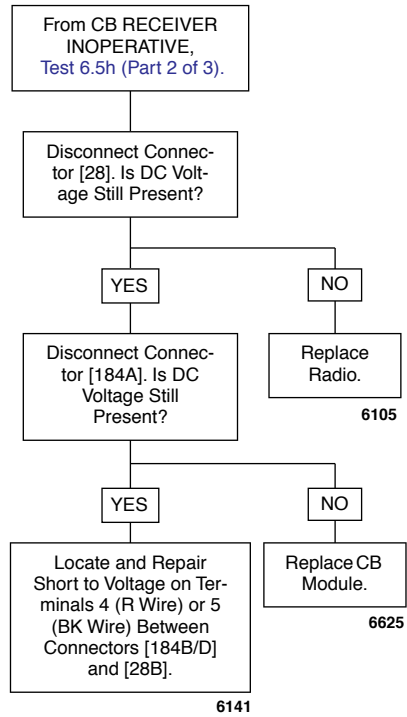 From CB RECEIVER
INOPERATIVE,
Test 6.5h (Part 2 of 3).
Disconnect Connec-
tor [28]. Is DC Volt-
age Still Present?
YES
NO
Disconnect Connec-
tor [184A]. Is DC
Voltage Still
Present?
Replace
Radio.
6105
YES
NO
Locate and Repair
Short to Voltage on Ter-
minals 4 (R Wire) or 5
(BK Wire) Between
Connectors [184B/D]
and [28B].
Replace CB
Module.
6625
6141